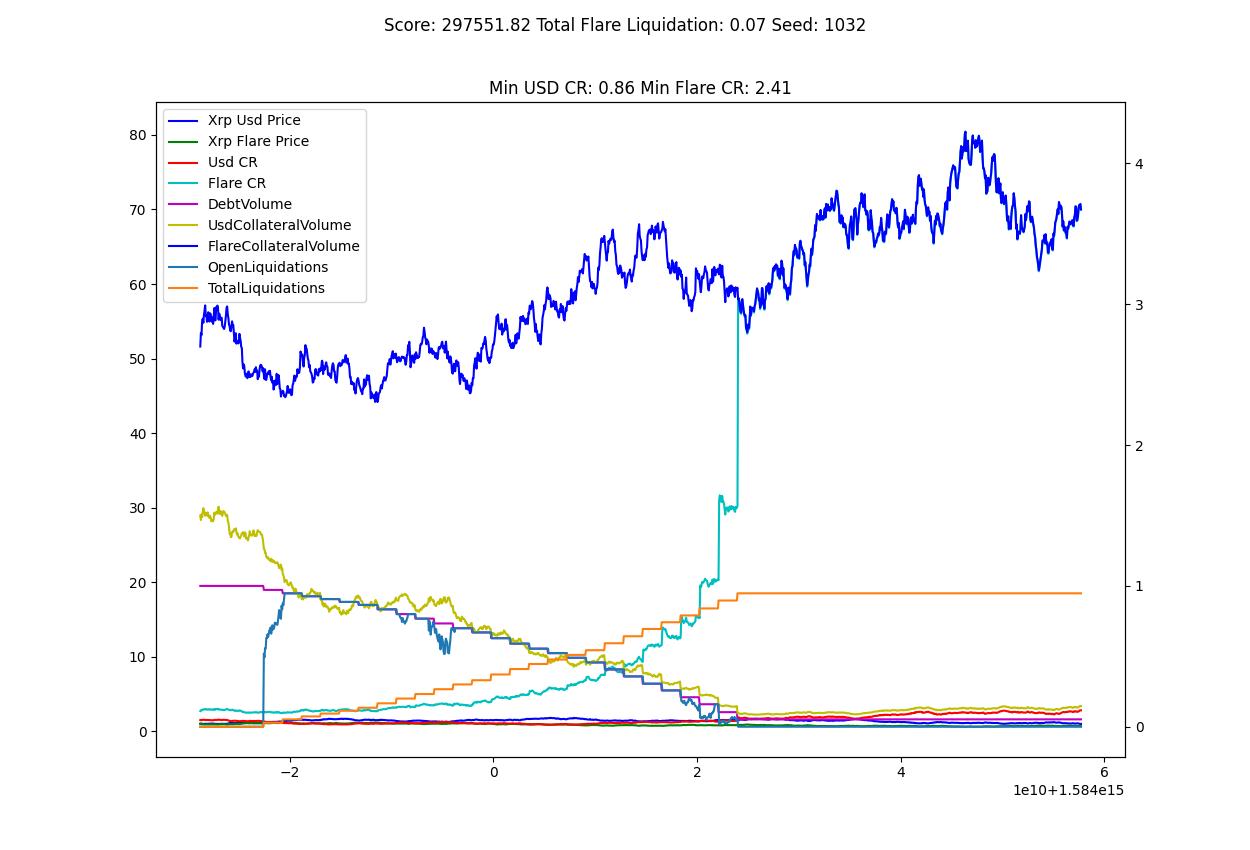 Score: 297551.82 Total Flare Liquidation: 0.07 Seed: 1032
Min USD CR: 0.86 Min Flare CR: 2.41
Xrp Usd Price
Xrp Flare Price
Usd CR
Flare CR
DebtVolume
UsdCollateralVolume
FlareCollateralVolume
OpenLiquidations
TotalLiquidations
80
70
60
50
40
30
20
10
0
4
3
2
1
0
−2
0
2
4
6
1e10+1.584e15